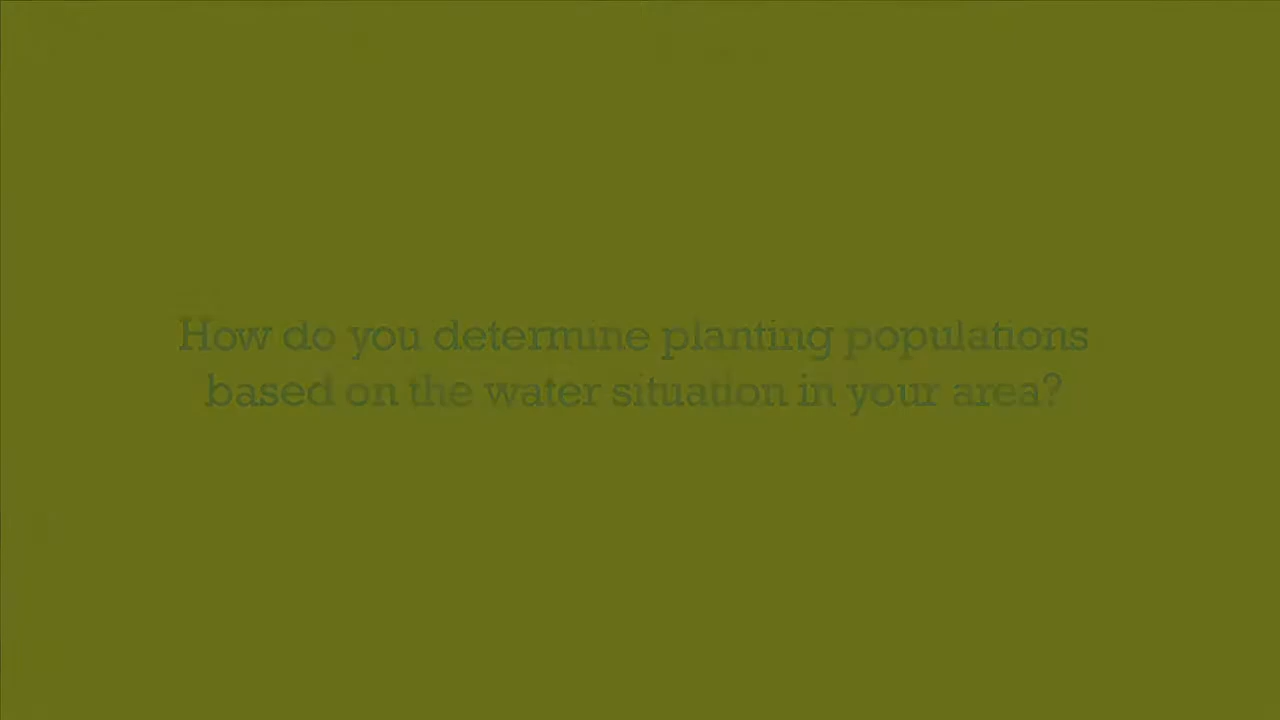 How do you determine planting populations
based on the water situation in your area?